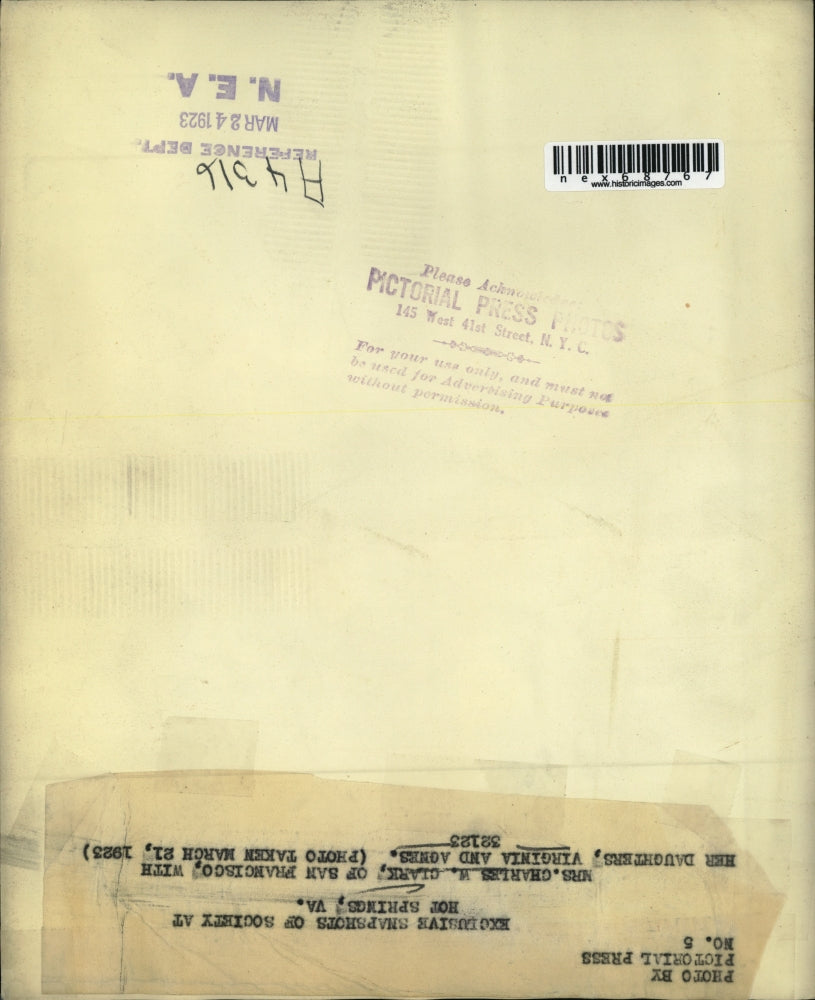 N. E. A.
MAR 24 1923
REFERENCE DEPT.
A4316
nex68767
www.historicimages.com
Please Acknowledge:
PICTORIAL PRESS PHOTOS
145 West 41st Street, N. Y. C.
For your use only, and must not
be used for Advertising Purposes
without permission.
PHOTO BY
PICTORIAL PRESS
NO. 5
EXCLUSIVE SNAPSHOTS OF SOCIETY AT
HOT SPRINGS, VA.
MRS.CHARLES W. CLARK, OF SAN FRANCISCO, WITH
HER DAUGHTERS, VIRGINIA AND AGNES. (PHOTO TAKEN MARCH 21, 1923)
32123